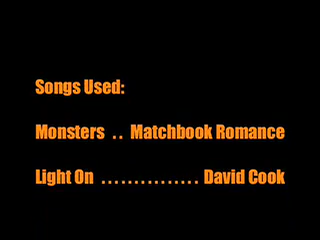 Songs Used:
Monsters . . Matchbook Romance
Light On . . . . . . . . . . . . . . . David Cook